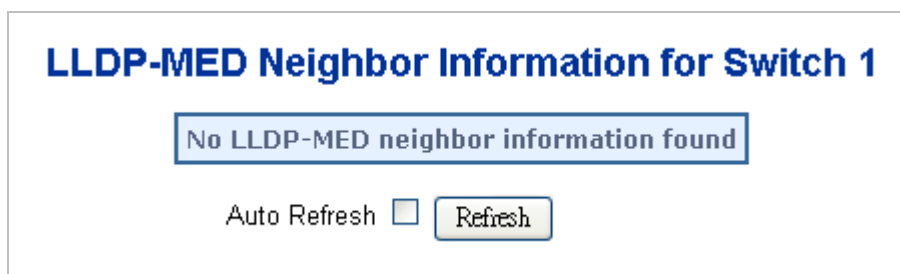 LLDP-MED Neighbor Information for Switch 1
No LLDP-MED neighbor information found
Auto Refresh Refresh